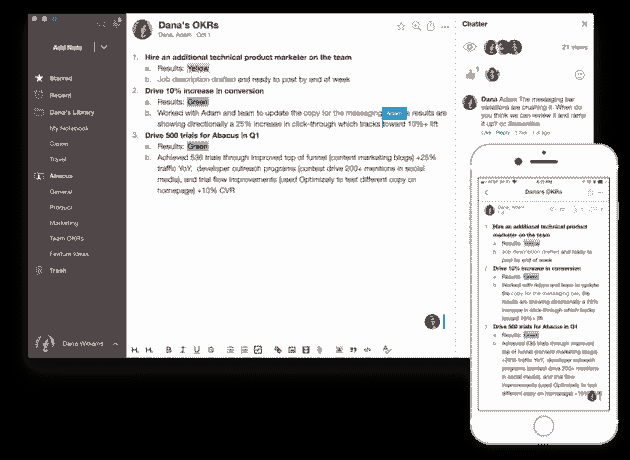 Add Note
Starred
Recent
Dana's Library
My Notebook
Travel
Abacus
General
Product
Marketing
Team OKRs
Feature Ideas
Trash
Dana Williams
Dana's OKRs
Dana, Adam Oct 1
1. Hire an additional technical product marketer on the team
a. Results: Yellow
b. Job description drafted and ready to post by end of week
2. Drive 10% increase in conversion
a. Results: Green
b. Worked with Adam and team to update the copy for the messaging results are
Adam
showing directionally a 25% increase in click-through which tracks toward 10%+ lift
3. Drive 500 trials for Abacus in Q1
a. Results: Green
b. Achieved 536 trials through improved top of funnel (content marketing blogs) +25%
traffic YoY, developer outreach programs (contest drive 200+ mentions in social
media), and trial flow improvements (used Optimizely to test different copy on
homepage) +10% CVR
H₁ H₂ B I U S
Chatter
21 views
Dana Adam The messaging bar
variations are crushing it! When do
you think we can review it and ramp
it up? cc Samantha
Reply
Dana's OKRs
Dana, Adam
1 Hire an additional technical product
marketer on the team
a. Results: Yellow
b. Job description drafted and ready to
post by end of week
2 Drive 10% increase in conversion
a. Results: Green
b. Worked with Adam and team to update
the copy for the messaging bar, the
results are showing directionally a 25%
increase in click-through which tracks
toward 10%+ lift
3 Drive 500 trials for Abacus in Q1
a. Results: Green
b. Achieved 536 trials through improved
top of funnel (content marketing blogs)
+25% traffic YoY, developer outreach
programs (contest drive 200+ mentions
in social media), and trial flow
improvements (used Optimizely to test
different copy on homepage) +10%